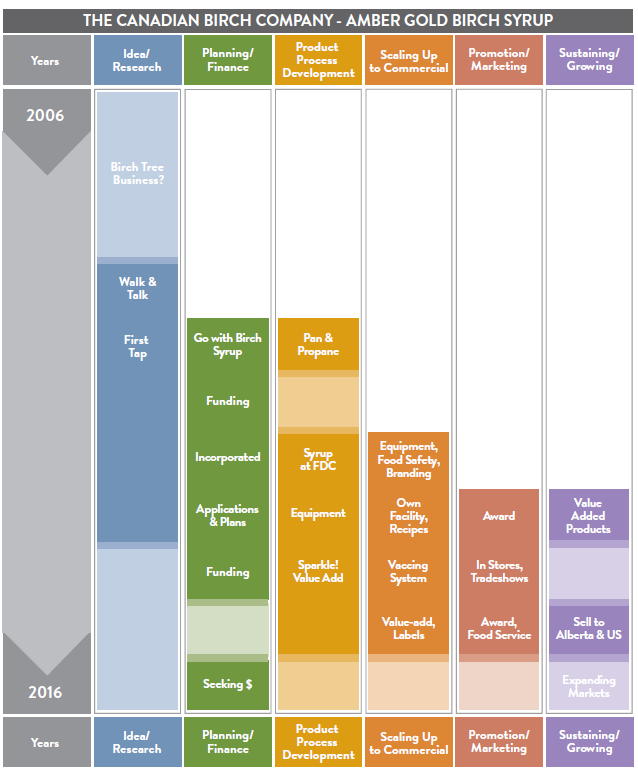 THE CANADIAN BIRCH COMPANY - AMBER GOLD BIRCH SYRUP
Years
Idea/
Research
Planning/
Finance
Product
Process
Development
Scaling Up
to Commercial
Promotion/
Marketing
Sustaining/
Growing
2006
Birch Tree
Business?
Walk &
Talk
First
Tap
Go with Birch
Syrup
Pan &
Propane
Funding
Incorporated
Syrup
at FDC
Equipment,
Food Safety,
Branding
Applications
& Plans
Equipment
Own
Facility,
Recipes
Award
Value
Added
Products
Funding
Sparkle!
Value Add
Vaccing
System
In Stores,
Tradeshows
Value-add,
Labels
Award,
Food Service
Sell to
Alberta & US
2016
Seeking $
Expanding
Markets
Years
Idea/
Research
Planning/
Finance
Product
Process
Development
Scaling Up
to Commercial
Promotion/
Marketing
Sustaining/
Growing